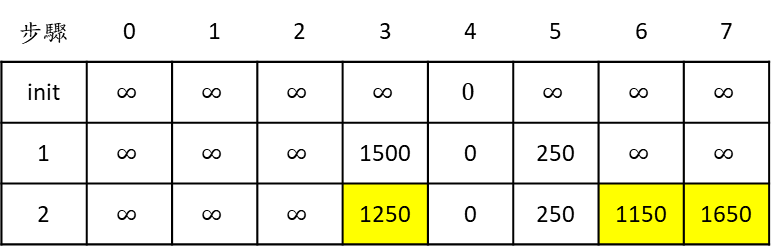 步驟 0 1 2 3 4 5 6 7
init ∞ ∞ ∞ ∞ 0 ∞ ∞ ∞
1 ∞ ∞ ∞ 1500 0 250 ∞ ∞
2 ∞ ∞ ∞ 1250 0 250 1150 1650